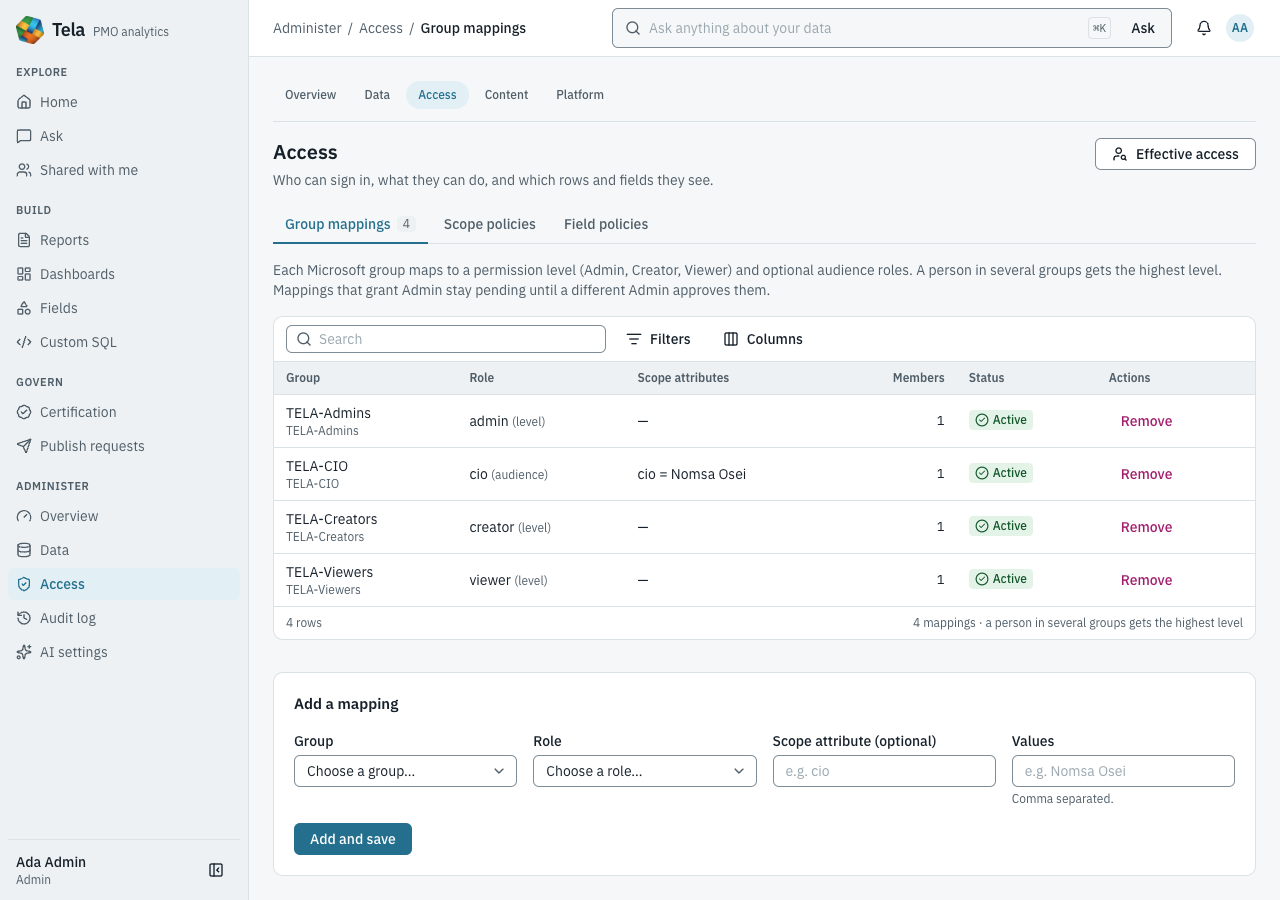 Tela PMO analytics
EXPLORE
Home
Ask
Shared with me
BUILD
Reports
Dashboards
Fields
Custom SQL
GOVERN
Certification
Publish requests
ADMINISTER
Overview
Data
Access
Audit log
AI settings
Ada Admin
Admin
Administer / Access / Group mappings
Ask anything about your data ⌘K Ask
AA
Overview Data Access Content Platform
Access
Effective access
Who can sign in, what they can do, and which rows and fields they see.
Group mappings 4 Scope policies Field policies
Each Microsoft group maps to a permission level (Admin, Creator, Viewer) and optional audience roles. A person in several groups gets the highest level.
Mappings that grant Admin stay pending until a different Admin approves them.
Search Filters Columns
Group Role Scope attributes Members Status Actions
TELA-Admins
TELA-Admins
admin (level) — 1 Active Remove
TELA-CIO
TELA-CIO
cio (audience) cio = Nomsa Osei 1 Active Remove
TELA-Creators
TELA-Creators
creator (level) — 1 Active Remove
TELA-Viewers
TELA-Viewers
viewer (level) — 1 Active Remove
4 rows 4 mappings · a person in several groups gets the highest level
Add a mapping
Group Role Scope attribute (optional) Values
Choose a group... Choose a role... e.g. cio e.g. Nomsa Osei
Comma separated.
Add and save